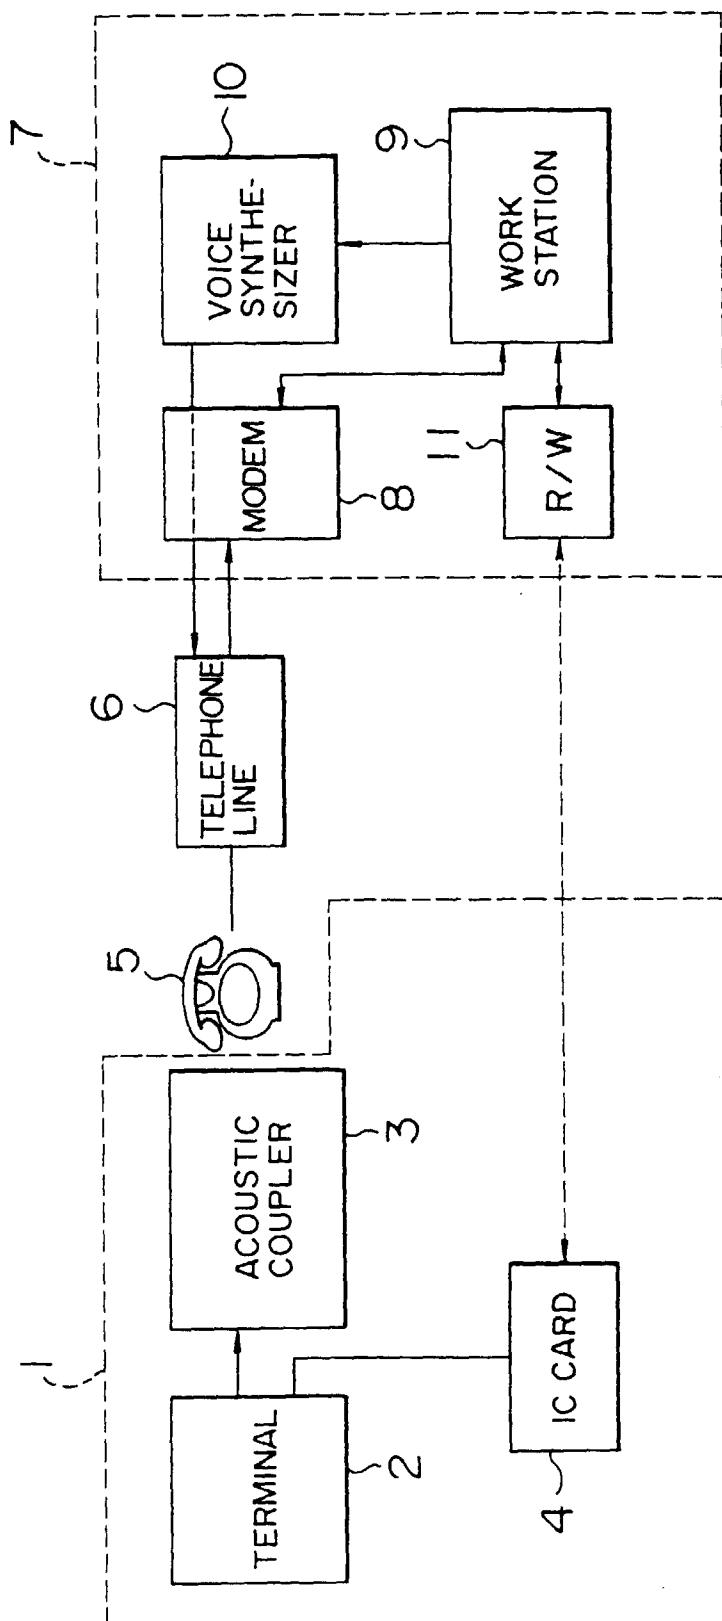 1
TERMINAL
2
ACOUSTIC
COUPLER
3
IC CARD
4
5
TELEPHONE
LINE
6
7
MODEM
8
VOICE
SYNTHE-
SIZER
10
WORK
STATION
9
R/W
11